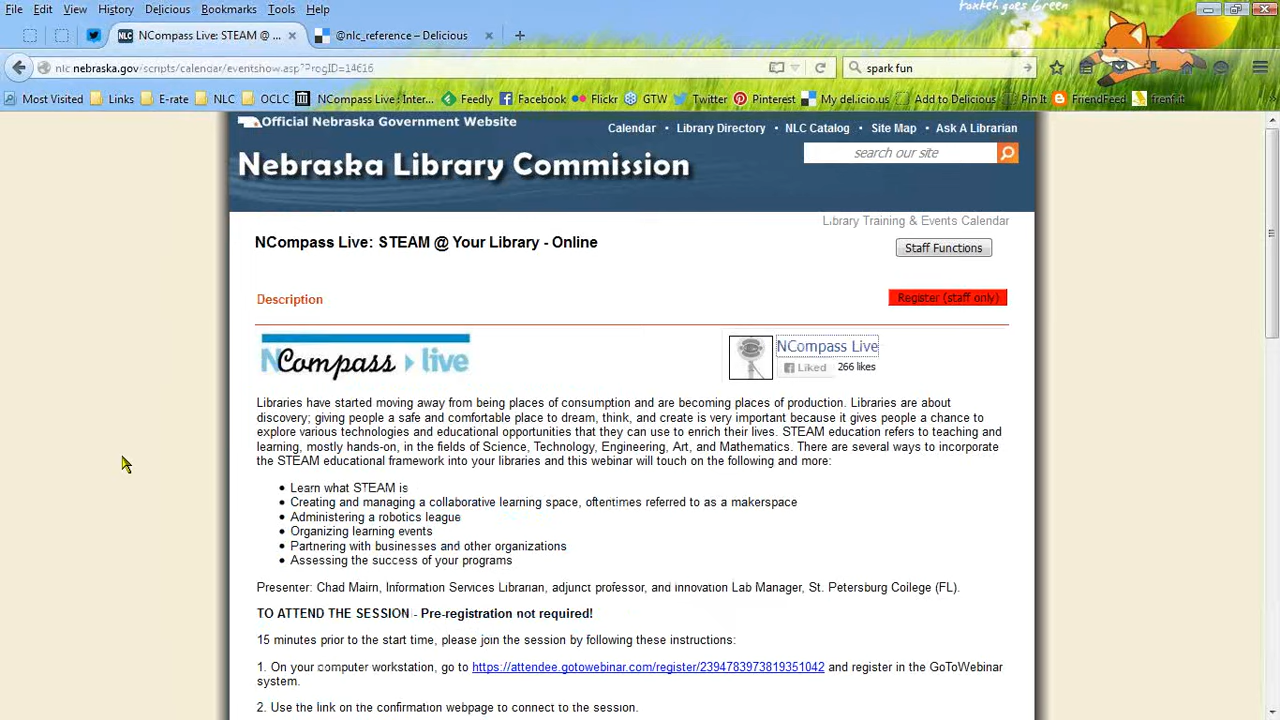 foxkeh goes Green
File Edit View History Delicious Bookmarks Tools Help
NCompass Live: STEAM @ ... × @nlc_reference – Delicious × +
nlc.nebraska.gov/scripts/calendar/eventshow.asp?ProgID=14616 spark fun
Most Visited Links E-rate NLC OCLC NCompass Live : Inter... Feedly Facebook Flickr GTW Twitter Pinterest My del.icio.us Add to Delicious Pin It FriendFeed frenf.it
Official Nebraska Government Website
Calendar • Library Directory • NLC Catalog • Site Map • Ask A Librarian
Nebraska Library Commission
search our site
Library Training & Events Calendar
NCompass Live: STEAM @ Your Library - Online
Staff Functions
Description
Register (staff only)
NCompass live
NCompass Live
Liked 266 likes
Libraries have started moving away from being places of consumption and are becoming places of production. Libraries are about
discovery; giving people a safe and comfortable place to dream, think, and create is very important because it gives people a chance to
explore various technologies and educational opportunities that they can use to enrich their lives. STEAM education refers to teaching and
learning, mostly hands-on, in the fields of Science, Technology, Engineering, Art, and Mathematics. There are several ways to incorporate
the STEAM educational framework into your libraries and this webinar will touch on the following and more:
• Learn what STEAM is
• Creating and managing a collaborative learning space, oftentimes referred to as a makerspace
• Administering a robotics league
• Organizing learning events
• Partnering with businesses and other organizations
• Assessing the success of your programs
Presenter: Chad Mairn, Information Services Librarian, adjunct professor, and innovation Lab Manager, St. Petersburg College (FL).
TO ATTEND THE SESSION - Pre-registration not required!
15 minutes prior to the start time, please join the session by following these instructions:
1. On your computer workstation, go to https://attendee.gotowebinar.com/register/2394783973819351042 and register in the GoToWebinar
system.
2. Use the link on the confirmation webpage to connect to the session.